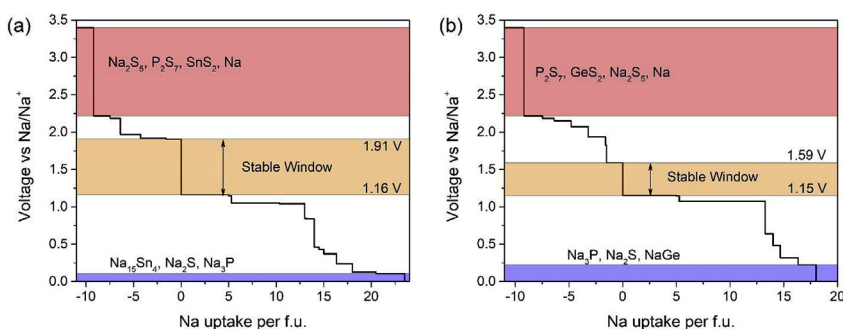 (a)
Voltage vs Na/Na⁺
3.5
3.0
2.5
2.0
1.5
1.0
0.5
0.0
Na₂S₅, P₂S₇, SnS₂, Na
1.91 V
Stable Window
1.16 V
Na₁₅Sn₄, Na₂S, Na₃P
-10 -5 0 5 10 15 20
Na uptake per f.u.
(b)
Voltage vs Na/Na⁺
3.5
3.0
2.5
2.0
1.5
1.0
0.5
0.0
P₂S₇, GeS₂, Na₂S₅, Na
1.59 V
Stable Window
1.15 V
Na₃P, Na₂S, NaGe
-10 -5 0 5 10 15 20
Na uptake per f.u.